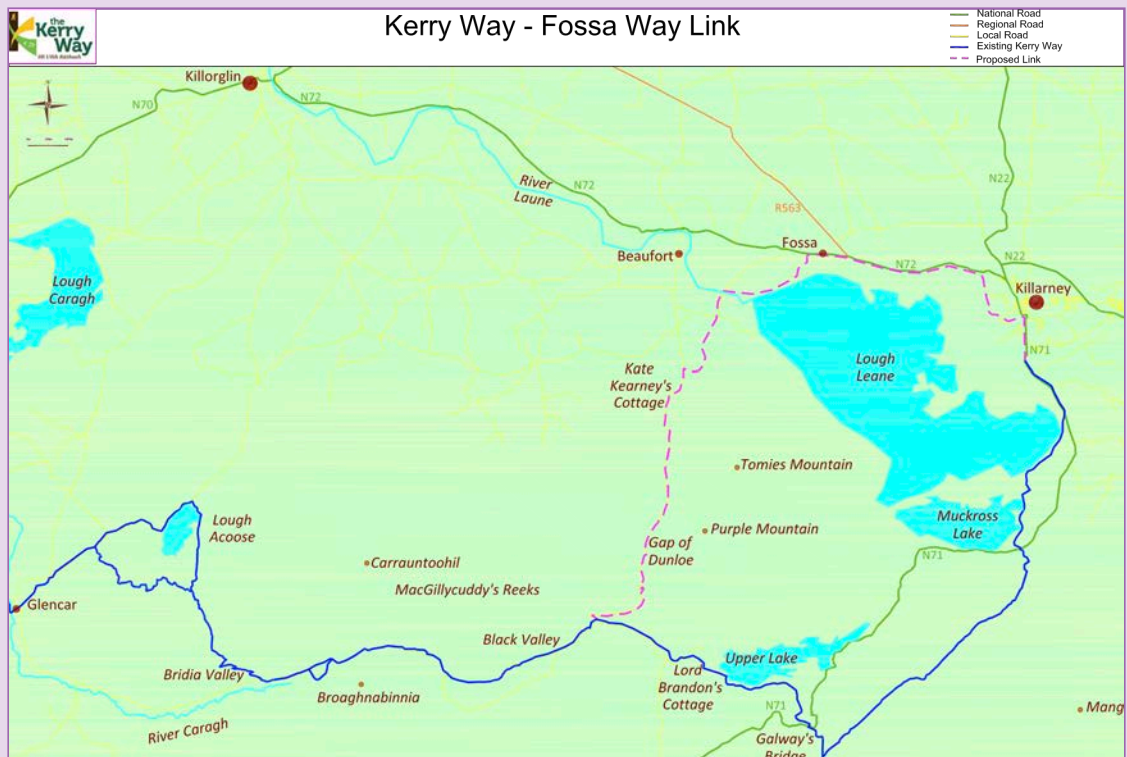 the
Kerry
Way
Kerry Way - Fossa Way Link
National Road
Regional Road
Local Road
Existing Kerry Way
Proposed Link
Killorglin
N70
N72
N22
River
Laune
N72
R563
Fossa
Beaufort
N72
N22
Killarney
Lough
Caragh
N71
Lough
Leane
Kate
Kearney's
Cottage
Tomies Mountain
Lough
Acoose
Muckross
Lake
Purple Mountain
Gap of
Dunloe
N71
Carrauntoohil
MacGillycuddy's Reeks
Glencar
Black Valley
Upper Lake
Bridia Valley
Lord
Brandon's
Cottage
Broaghnabinnia
N71
Mang
River Caragh
Galway's
Bridge